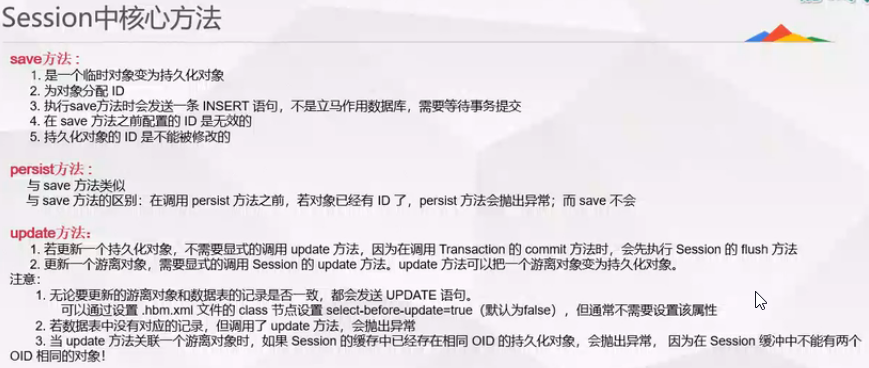 Session中核心方法
save方法：
1. 是一个临时对象变为持久化对象
2. 为对象分配 ID
3. 执行save方法时会发送一条 INSERT 语句，不是立马作用数据库，需要等待事务提交
4. 在 save 方法之前配置的 ID 是无效的
5. 持久化对象的 ID 是不能被修改的
persist方法：
与 save 方法类似
与 save 方法的区别：在调用 persist 方法之前，若对象已经有 ID 了，persist 方法会抛出异常；而 save 不会
update方法：
1. 若更新一个持久化对象，不需要显式的调用 update 方法，因为在调用 Transaction 的 commit 方法时，会先执行 Session 的 flush 方法
2. 更新一个游离对象，需要显式的调用 Session 的 update 方法。update 方法可以把一个游离对象变为持久化对象。
注意：
1. 无论要更新的游离对象和数据表的记录是否一致，都会发送 UPDATE 语句。
可以通过设置 .hbm.xml 文件的 class 节点设置 select-before-update=true（默认为false），但通常不需要设置该属性
2. 若数据表中没有对应的记录，但调用了 update 方法，会抛出异常
3. 当 update 方法关联一个游离对象时，如果 Session 的缓存中已经存在相同 OID 的持久化对象，会抛出异常， 因为在 Session 缓冲中不能有两个
OID 相同的对象！